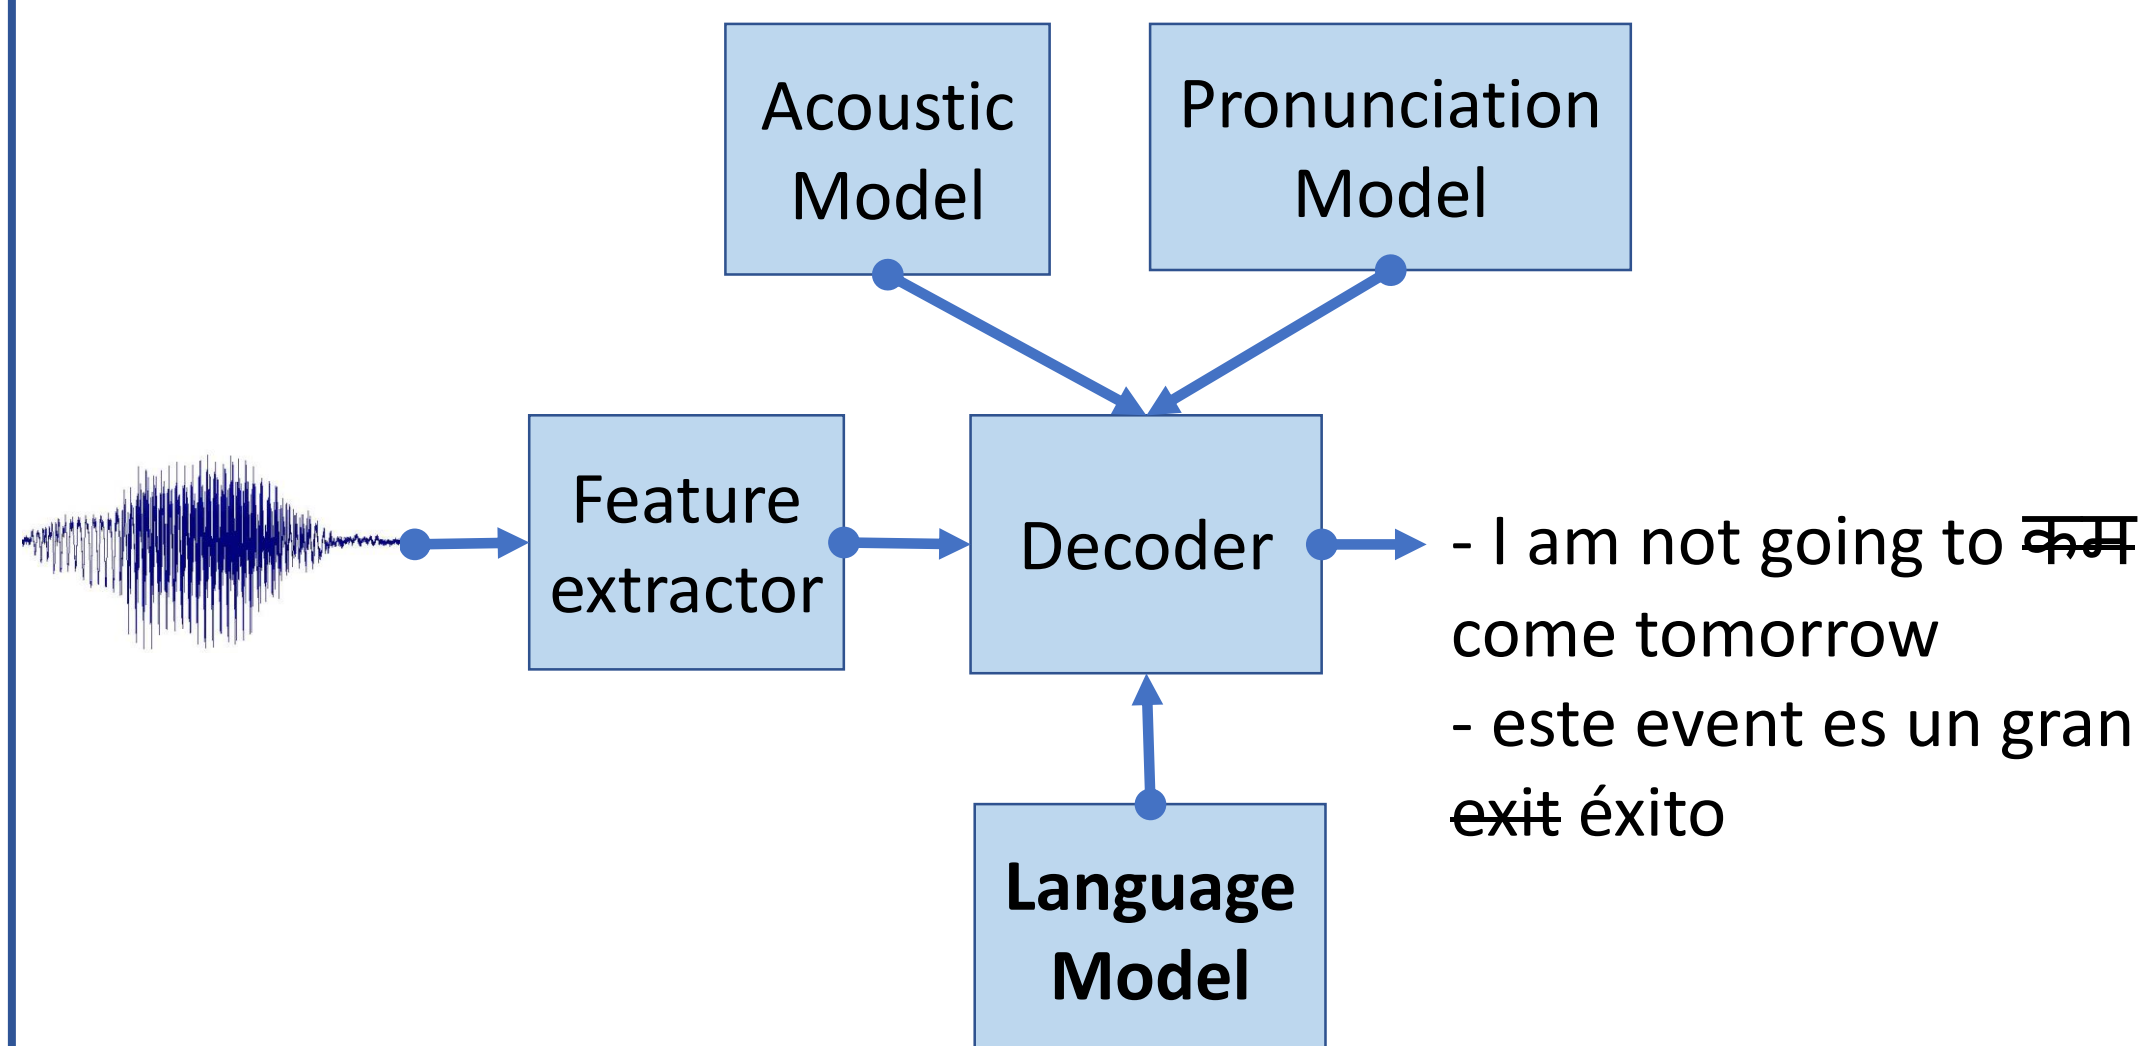 Acoustic
Model
Pronunciation
Model
Feature
extractor
Decoder
- I am not going to कम
come tomorrow
- este event es un gran
exit éxito
Language
Model